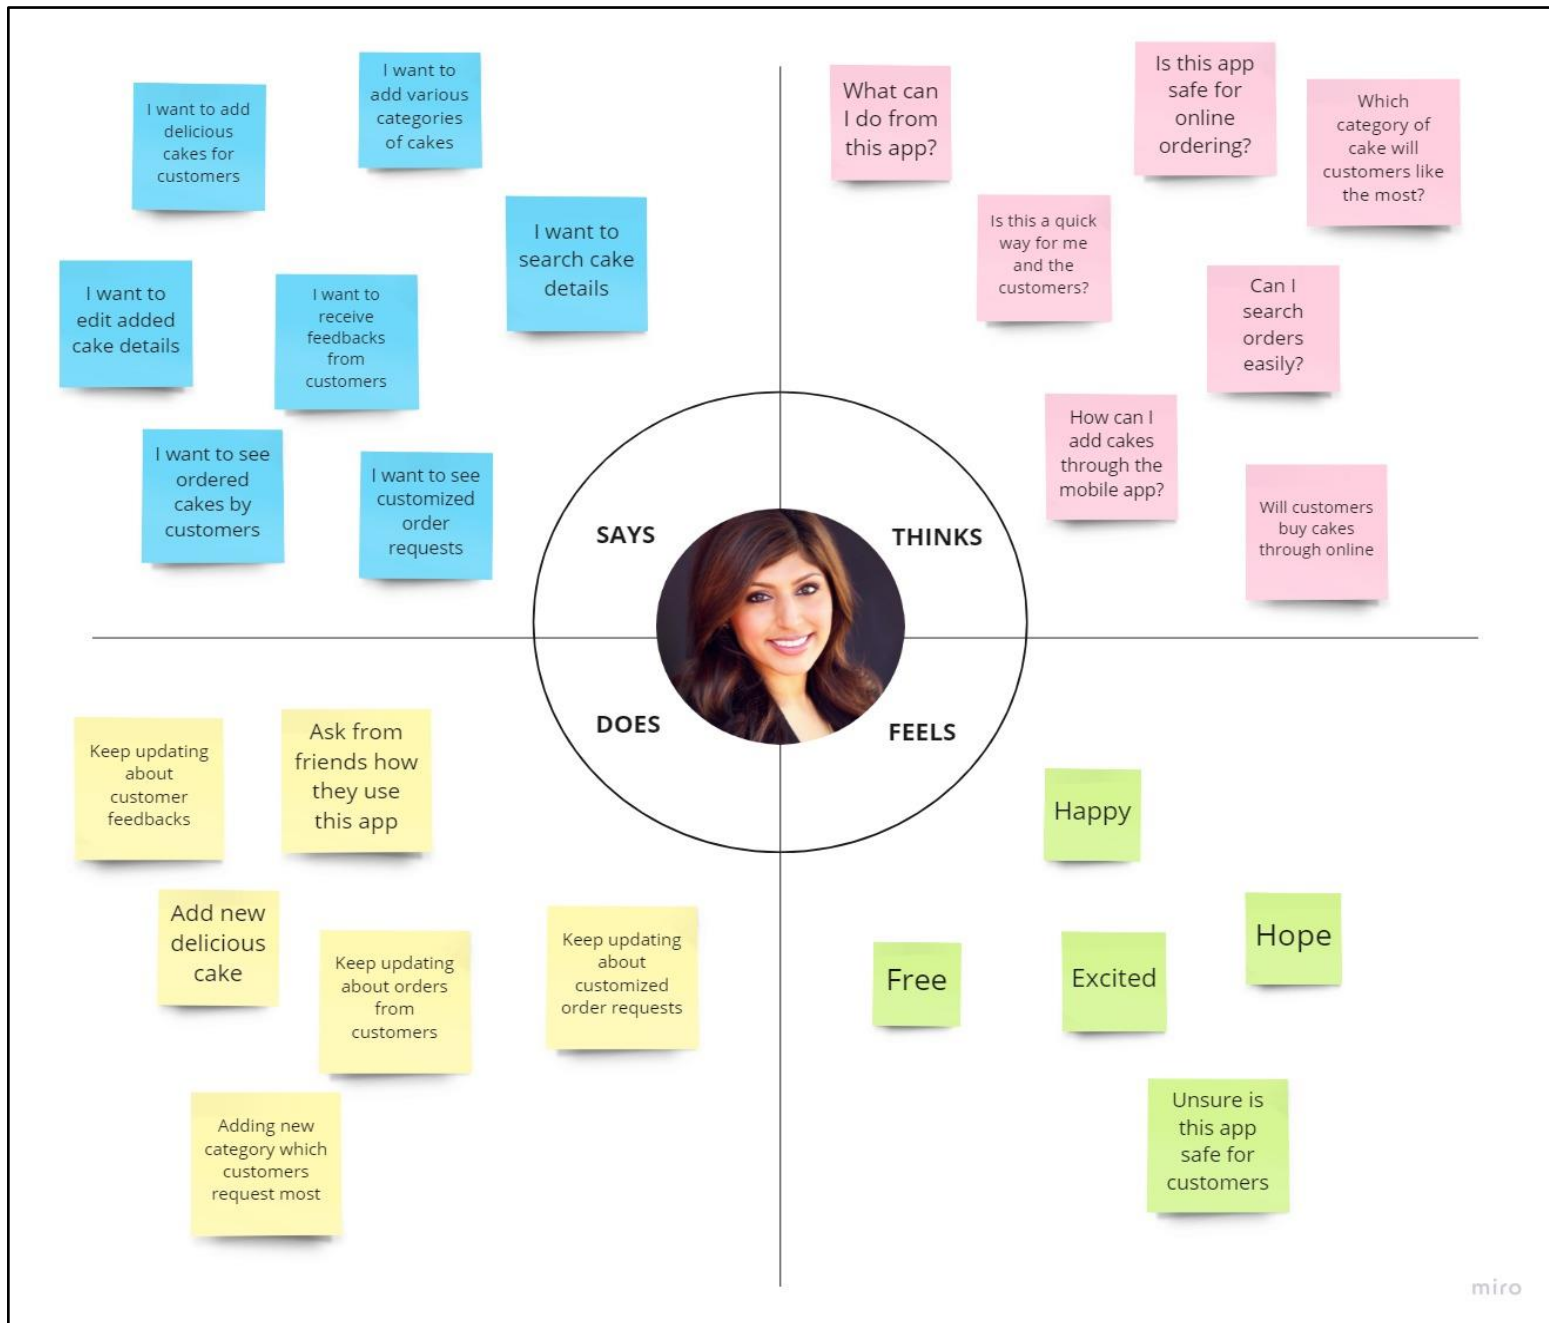 I want to add
delicious
cakes for
customers
I want to
add various
categories
of cakes
I want to
search cake
details
I want to
edit added
cake details
I want to
receive
feedbacks
from
customers
I want to see
ordered
cakes by
customers
I want to see
customized
order
requests
What can
I do from
this app?
Is this app
safe for
online
ordering?
Which
category of
cake will
customers like
the most?
Is this a quick
way for me
and the
customers?
Can I
search
orders
easily?
How can I
add cakes
through the
mobile app?
Will customers
buy cakes
through online
SAYS
THINKS
DOES
FEELS
Keep updating
about
customer
feedbacks
Ask from
friends how
they use
this app
Add new
delicious
cake
Keep updating
about orders
from
customers
Keep updating
about
customized
order requests
Adding new
category which
customers
request most
Happy
Free
Excited
Hope
Unsure is
this app
safe for
customers
miro